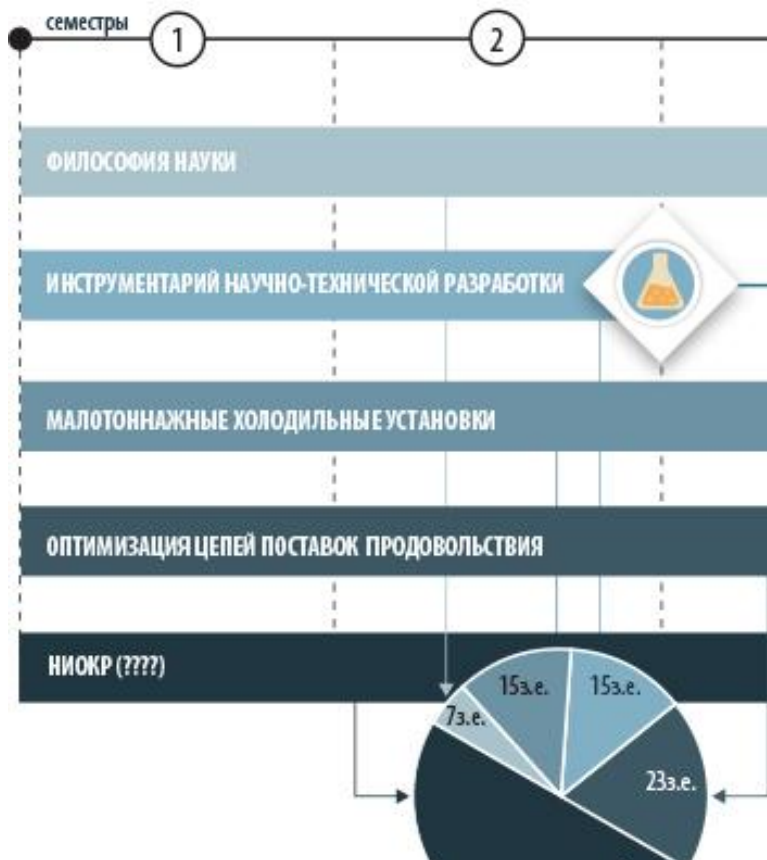 семестры
1
2
ФИЛОСОФИЯ НАУКИ
ИНСТРУМЕНТАРИЙ НАУЧНО-ТЕХНИЧЕСКОЙ РАЗРАБОТКИ
МАЛОТОННАЖНЫЕ ХОЛОДИЛЬНЫЕ УСТАНОВКИ
ОПТИМИЗАЦИЯ ЦЕПЕЙ ПОСТАВОК ПРОДОВОЛЬСТВИЯ
НИОКР (????)
15з.е.
15з.е.
7з.е.
23з.е.